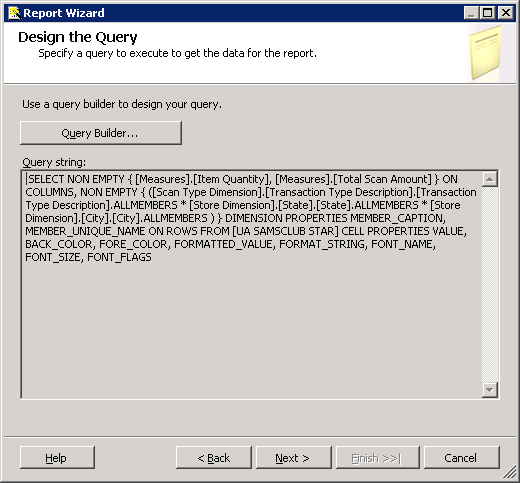 Report Wizard
Design the Query
Specify a query to execute to get the data for the report.
Use a query builder to design your query.
Query Builder...
Query string:
SELECT NON EMPTY { [Measures].[Item Quantity], [Measures].[Total Scan Amount] } ON
COLUMNS, NON EMPTY { ([Scan Type Dimension].[Transaction Type Description].[Transaction
Type Description].ALLMEMBERS * [Store Dimension].[State].[State].ALLMEMBERS * [Store
Dimension].[City].[City].ALLMEMBERS ) } DIMENSION PROPERTIES MEMBER_CAPTION,
MEMBER_UNIQUE_NAME ON ROWS FROM [UA SAMSCLUB STAR] CELL PROPERTIES VALUE,
BACK_COLOR, FORE_COLOR, FORMATTED_VALUE, FORMAT_STRING, FONT_NAME,
FONT_SIZE, FONT_FLAGS
Help
< Back
Next >
Finish >>|
Cancel